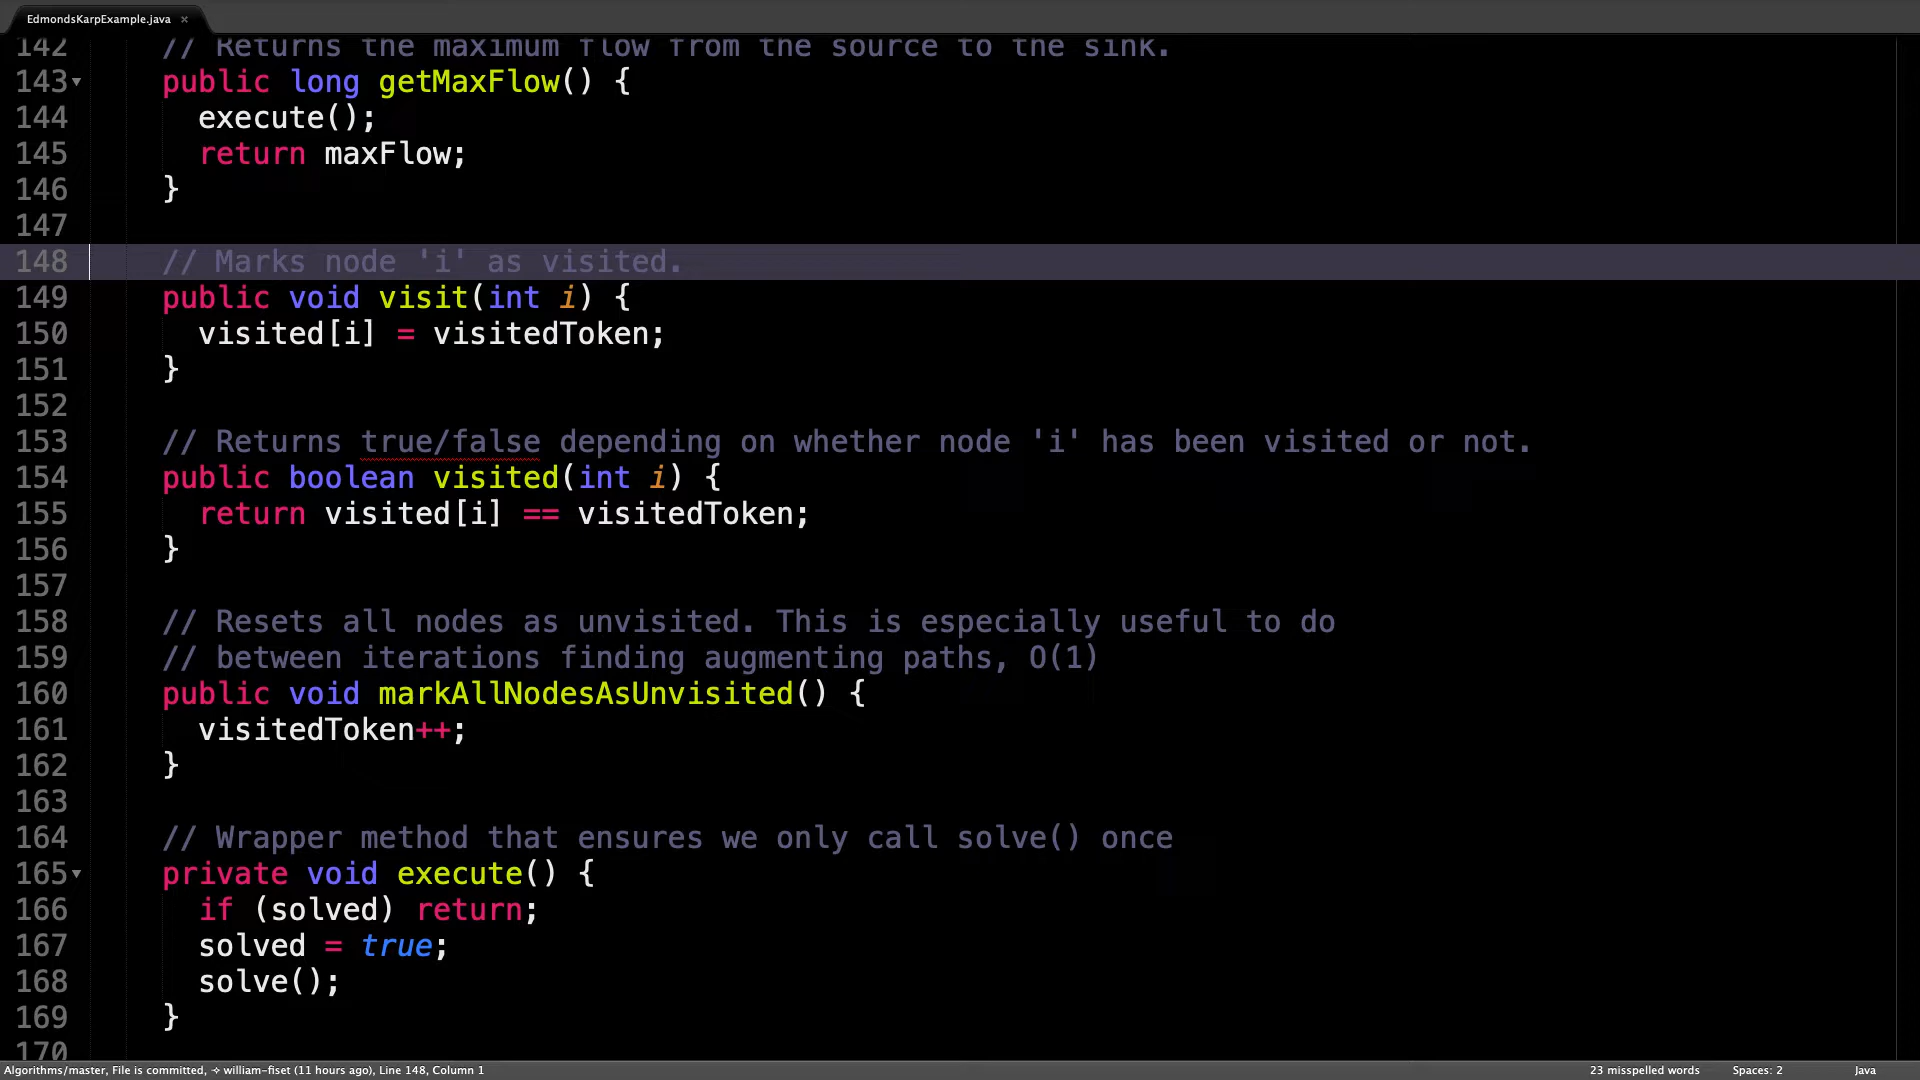 EdmondsKarpExample.java ×
142 // Returns the maximum flow from the source to the sink.
143 public long getMaxFlow() {
144 execute();
145 return maxFlow;
146 }
147
148 // Marks node 'i' as visited.
149 public void visit(int i) {
150 visited[i] = visitedToken;
151 }
152
153 // Returns true/false depending on whether node 'i' has been visited or not.
154 public boolean visited(int i) {
155 return visited[i] == visitedToken;
156 }
157
158 // Resets all nodes as unvisited. This is especially useful to do
159 // between iterations finding augmenting paths, O(1)
160 public void markAllNodesAsUnvisited() {
161 visitedToken++;
162 }
163
164 // Wrapper method that ensures we only call solve() once
165 private void execute() {
166 if (solved) return;
167 solved = true;
168 solve();
169 }
170
Algorithms/master, File is committed, ✧ william-fiset (11 hours ago), Line 148, Column 1 23 misspelled words Spaces: 2 Java